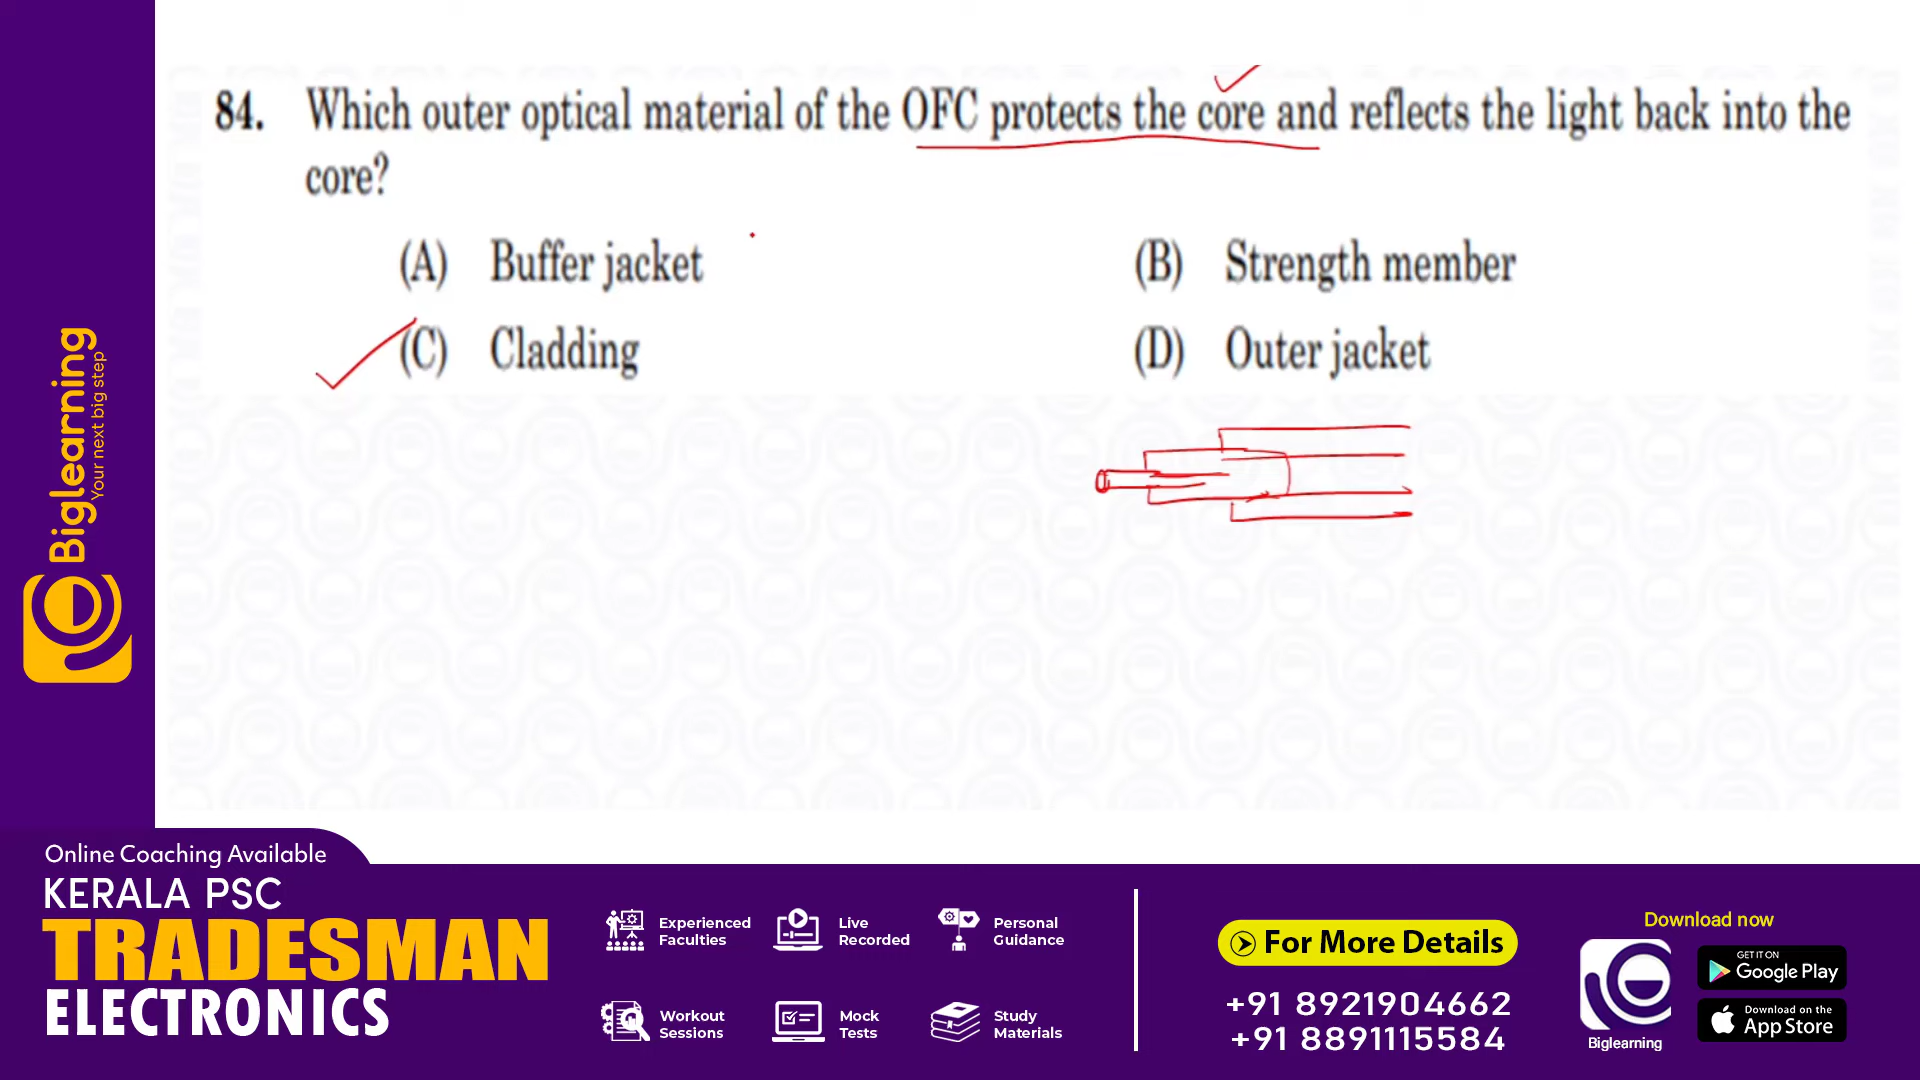 84. Which outer optical material of the OFC protects the core and reflects the light back into the
core?
(A) Buffer jacket
(B) Strength member
(C) Cladding
(D) Outer jacket
Biglearning
Your next big step
Online Coaching Available
KERALA PSC
TRADESMAN
ELECTRONICS
Experienced
Faculties
Live
Recorded
Personal
Guidance
Workout
Sessions
Mock
Tests
Study
Materials
For More Details
+91 8921904662
+91 8891115584
Download now
Biglearning
GET IT ON
Google Play
Download on the
App Store